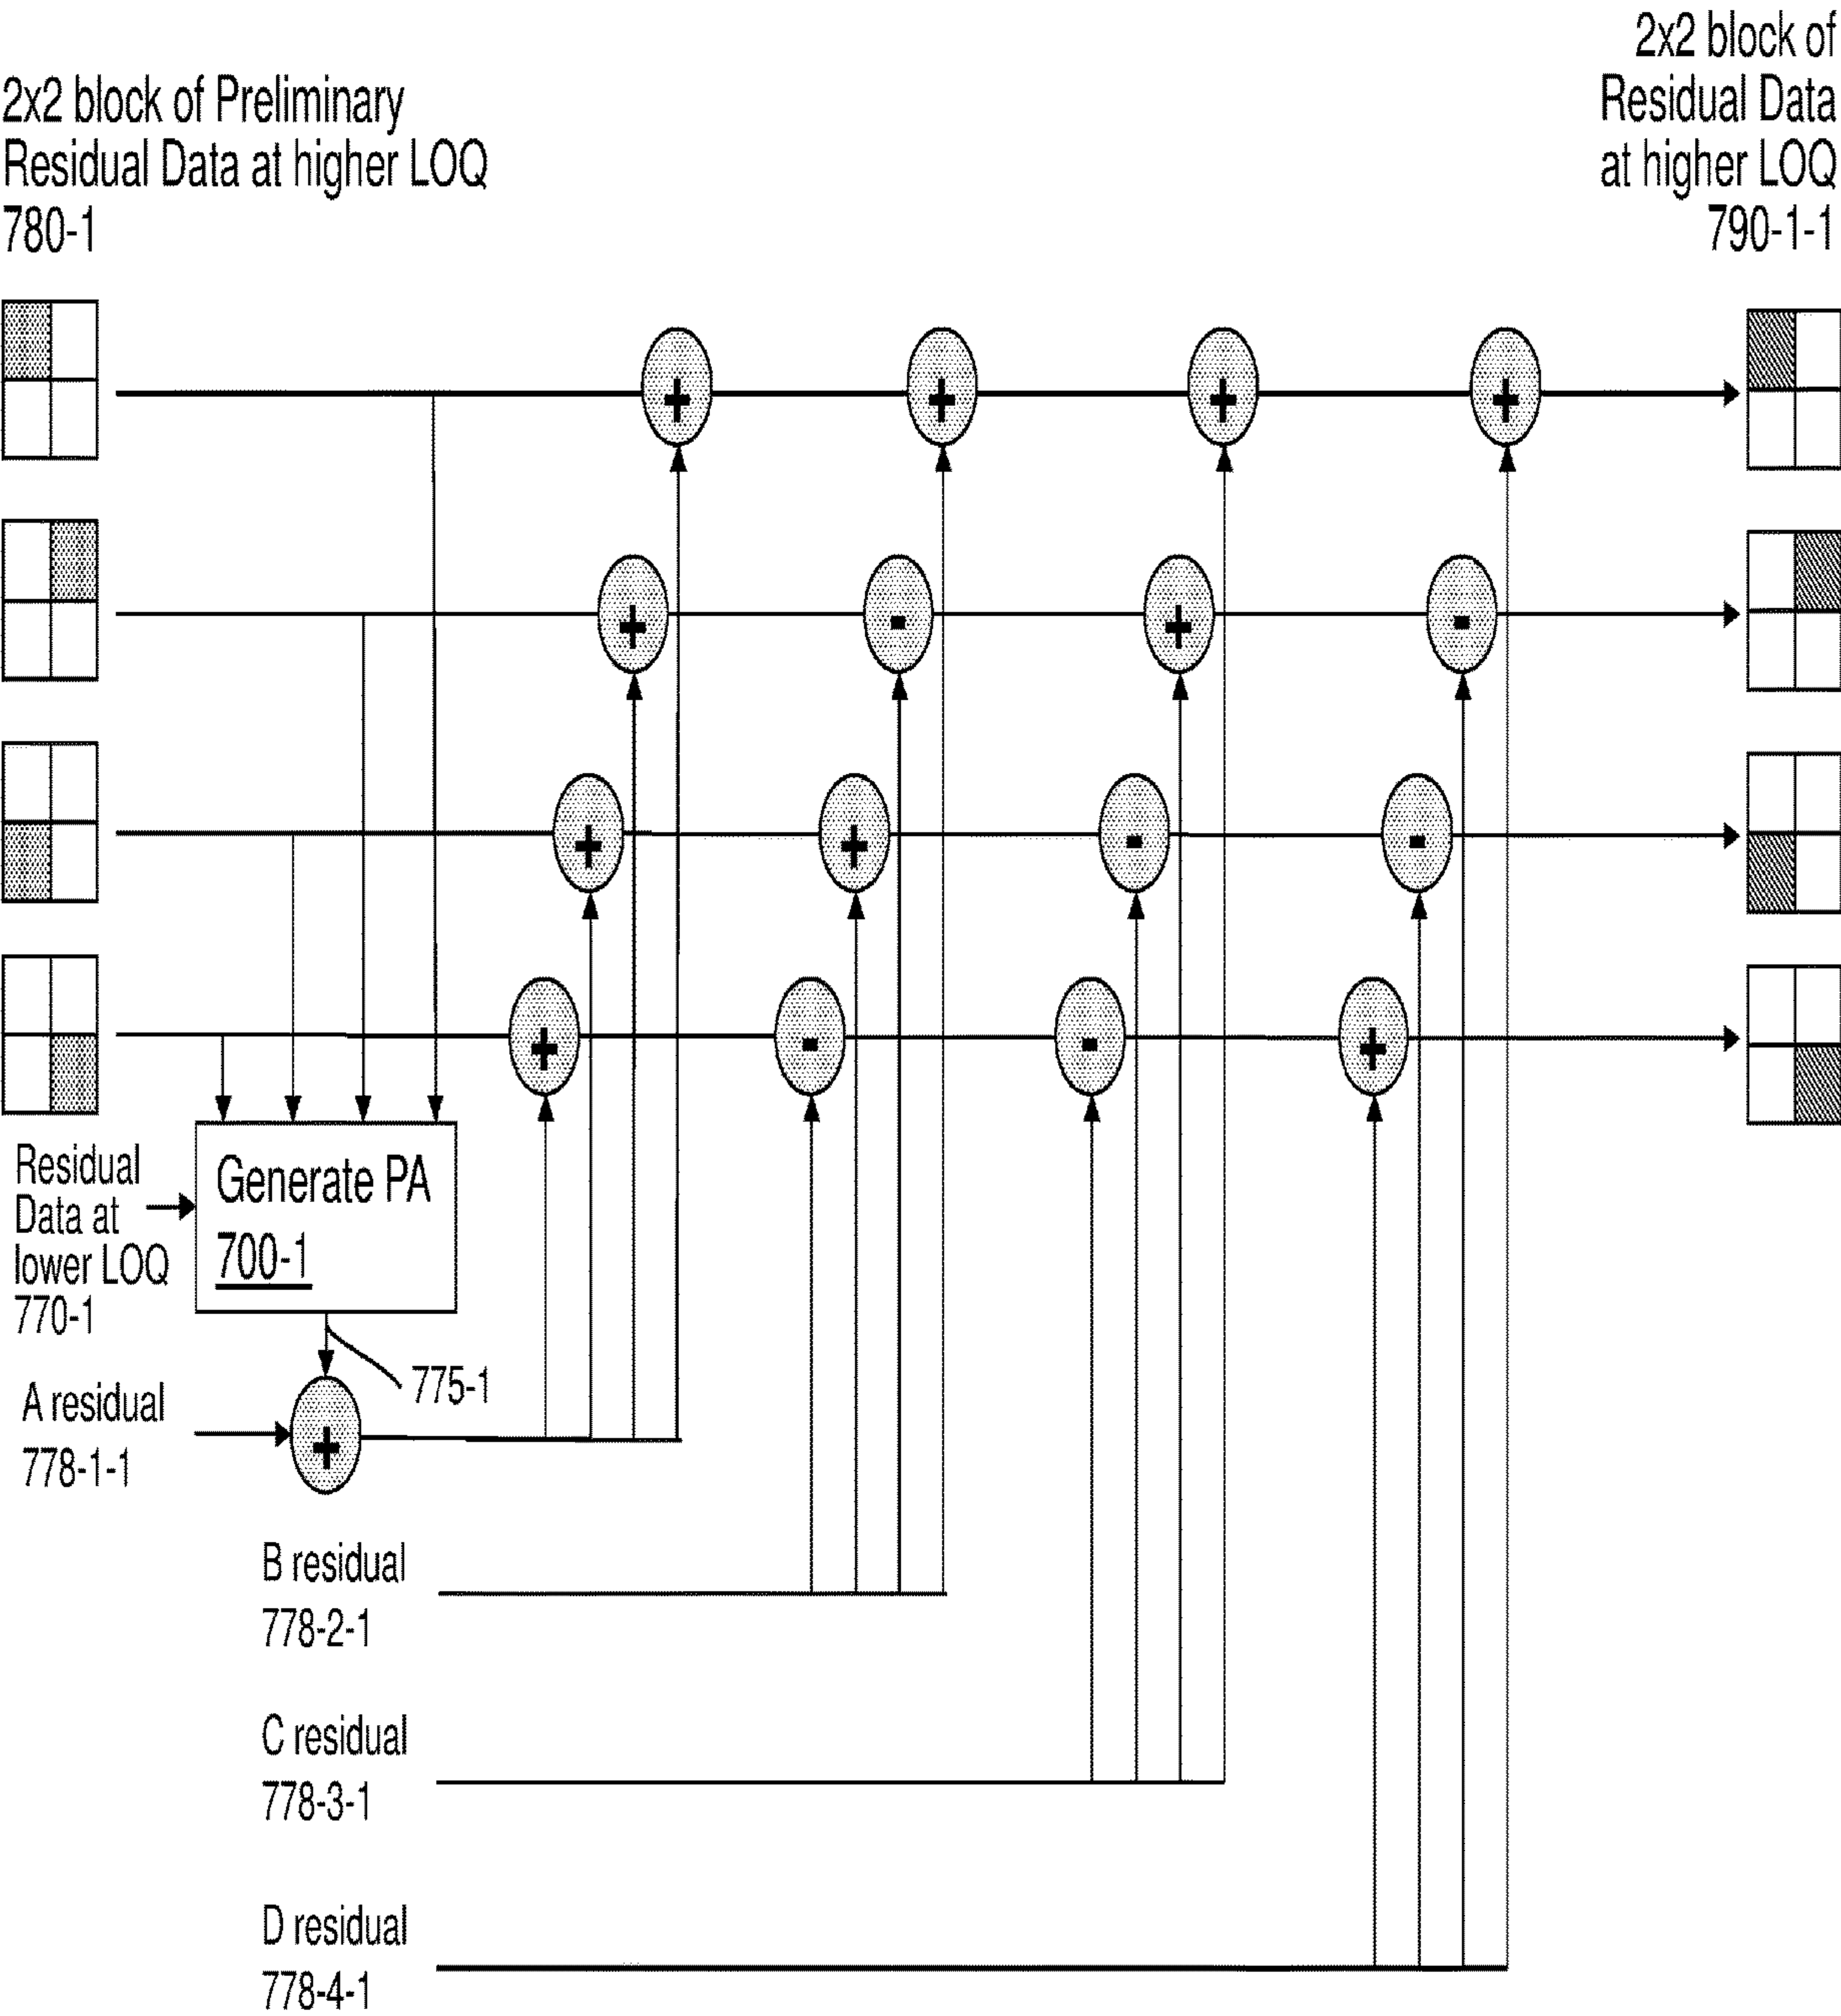 2x2 block of Preliminary
Residual Data at higher LOQ
780-1
2x2 block of
Residual Data
at higher LOQ
790-1-1
+ + + +
+ - + -
+ + - -
+ - - +
Residual
Data at
lower LOQ
770-1
Generate PA
700-1
775-1
A residual
778-1-1
+
B residual
778-2-1
C residual
778-3-1
D residual
778-4-1